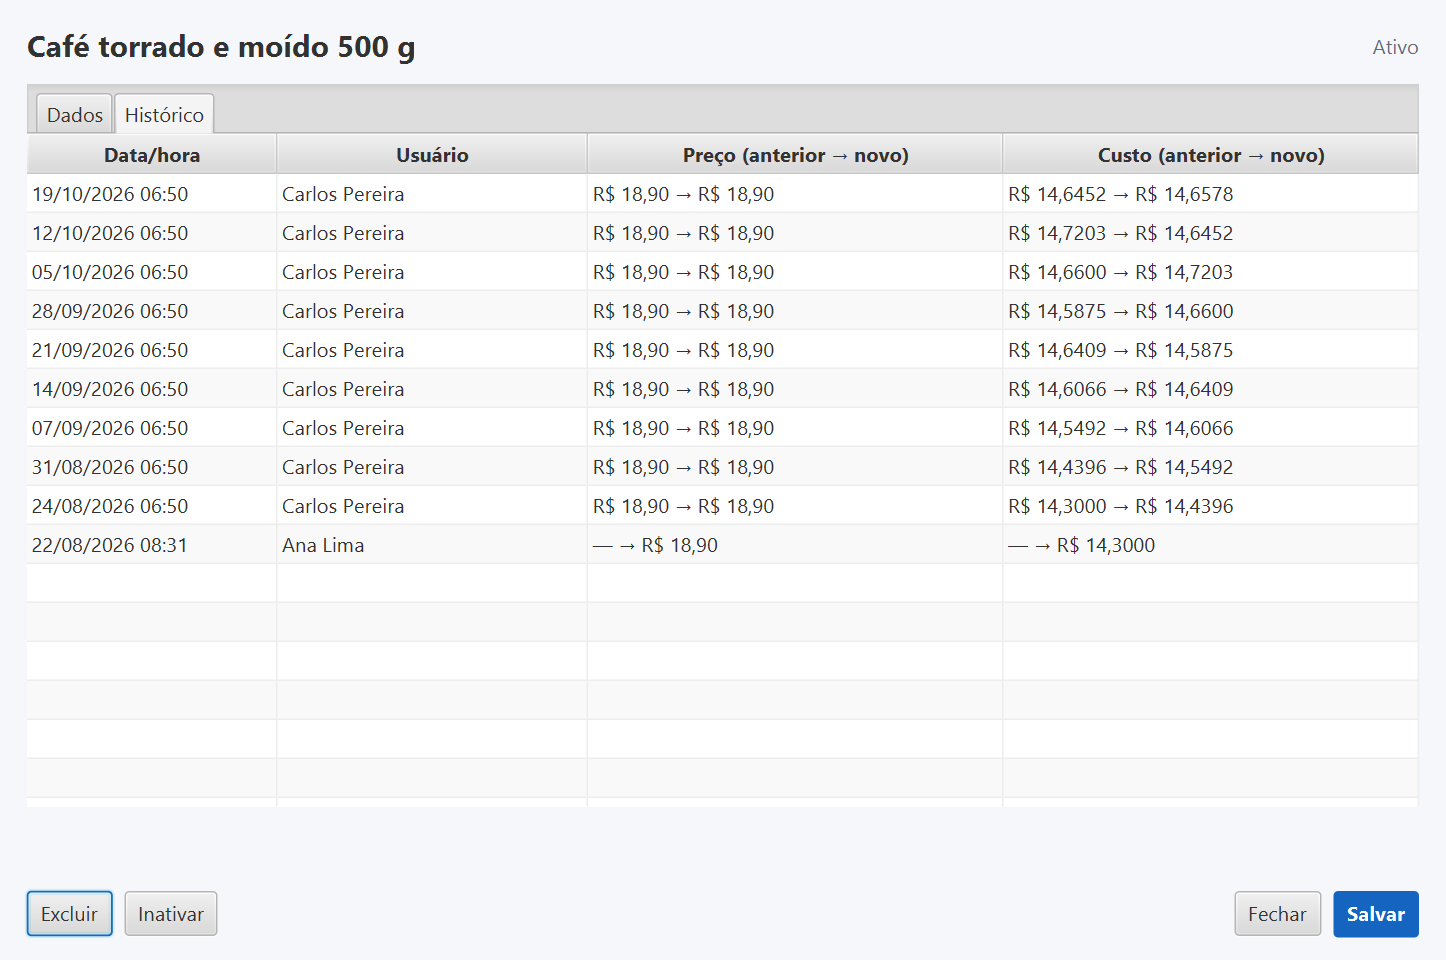 Café torrado e moído 500 g
Ativo
Dados Histórico
Data/hora Usuário Preço (anterior → novo) Custo (anterior → novo)
19/10/2026 06:50 Carlos Pereira R$ 18,90 → R$ 18,90 R$ 14,6452 → R$ 14,6578
12/10/2026 06:50 Carlos Pereira R$ 18,90 → R$ 18,90 R$ 14,7203 → R$ 14,6452
05/10/2026 06:50 Carlos Pereira R$ 18,90 → R$ 18,90 R$ 14,6600 → R$ 14,7203
28/09/2026 06:50 Carlos Pereira R$ 18,90 → R$ 18,90 R$ 14,5875 → R$ 14,6600
21/09/2026 06:50 Carlos Pereira R$ 18,90 → R$ 18,90 R$ 14,6409 → R$ 14,5875
14/09/2026 06:50 Carlos Pereira R$ 18,90 → R$ 18,90 R$ 14,6066 → R$ 14,6409
07/09/2026 06:50 Carlos Pereira R$ 18,90 → R$ 18,90 R$ 14,5492 → R$ 14,6066
31/08/2026 06:50 Carlos Pereira R$ 18,90 → R$ 18,90 R$ 14,4396 → R$ 14,5492
24/08/2026 06:50 Carlos Pereira R$ 18,90 → R$ 18,90 R$ 14,3000 → R$ 14,4396
22/08/2026 08:31 Ana Lima — → R$ 18,90 — → R$ 14,3000
Excluir Inativar Fechar Salvar